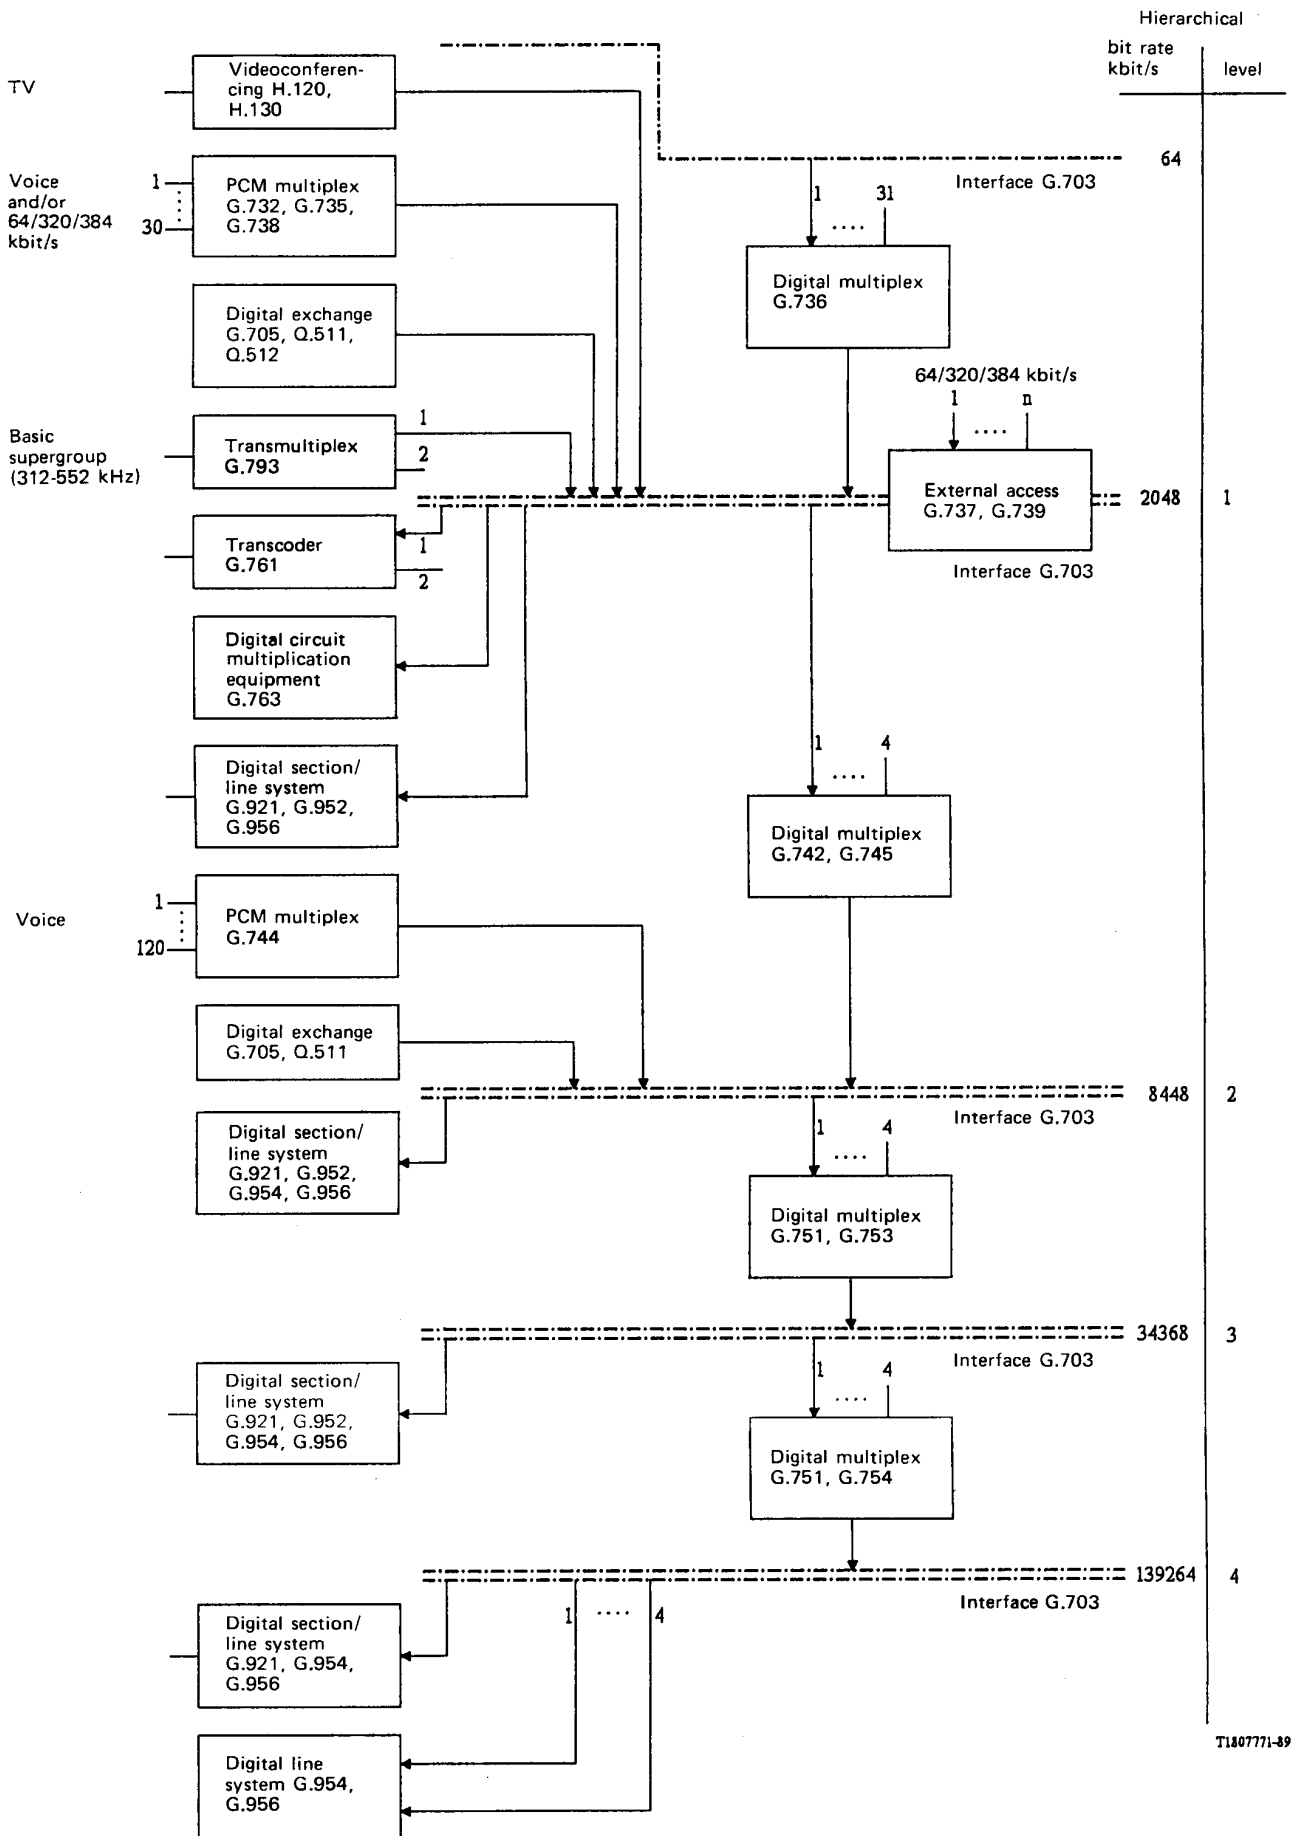 Hierarchical
bit rate
kbit/s
level
TV
Videoconferen-
cing H.120,
H.130
64
Interface G.703
Voice
and/or
64/320/384
kbit/s
1
30
PCM multiplex
G.732, G.735,
G.738
1 .... 31
Digital multiplex
G.736
Digital exchange
G.705, Q.511,
Q.512
64/320/384 kbit/s
1 .... n
Basic
supergroup
(312-552 kHz)
Transmultiplex
G.793
1
2
External access
G.737, G.739
2048 1
Interface G.703
Transcoder
G.761
1
2
Digital circuit
multiplication
equipment
G.763
Digital section/
line system
G.921, G.952,
G.956
1 .... 4
Digital multiplex
G.742, G.745
Voice
1
120
PCM multiplex
G.744
Digital exchange
G.705, Q.511
8448 2
Interface G.703
Digital section/
line system
G.921, G.952,
G.954, G.956
1 .... 4
Digital multiplex
G.751, G.753
34368 3
Interface G.703
Digital section/
line system
G.921, G.952,
G.954, G.956
1 .... 4
Digital multiplex
G.751, G.754
139264 4
Interface G.703
1 .... 4
Digital section/
line system
G.921, G.954,
G.956
Digital line
system G.954,
G.956
T1807771-89